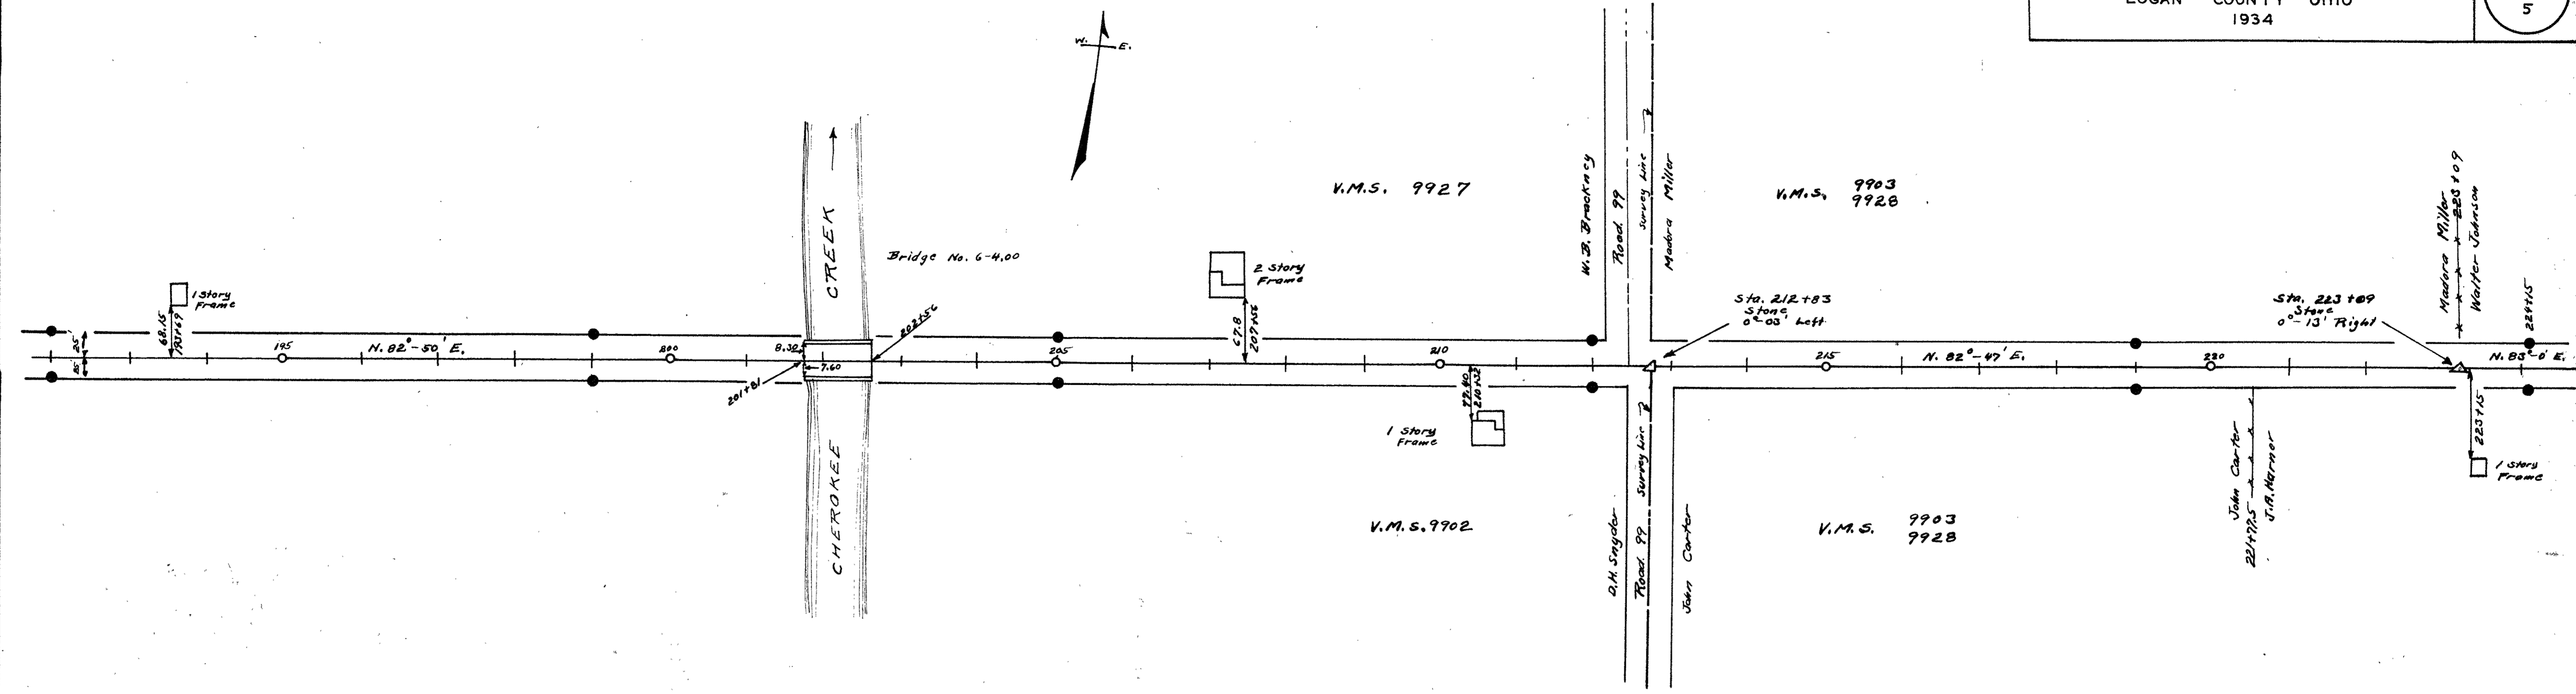 LOGAN COUNTY OHIO
1934
5
W. E.
V.M.S. 9927
V.M.S. 9903
9928
W. B. Brackney
Road. 99
Survey Line
Madora Miller
Madora Miller
223+09
Walter Johnson
CREEK
Bridge No. 6-4.00
1 Story
Frame
68.15
193+69
2 Story
Frame
67.8
207+56
Sta. 212+83
Stone
0°-03' Left
Sta. 223+09
Stone
0°-13' Right
224+15
25'
25'
195
N. 82°-50' E.
200
8.30
7.60
201+81
202+56
205
210
215
N. 82°-47' E.
220
N. 83°-0' E.
210+32
1 Story
Frame
223+15
1 Story
Frame
CHEROKEE
V.M.S. 9902
D.H. Snyder
Road. 99
Survey Line
John Carter
V.M.S. 9903
9928
John Carter
221+77.5
J.A. Harner